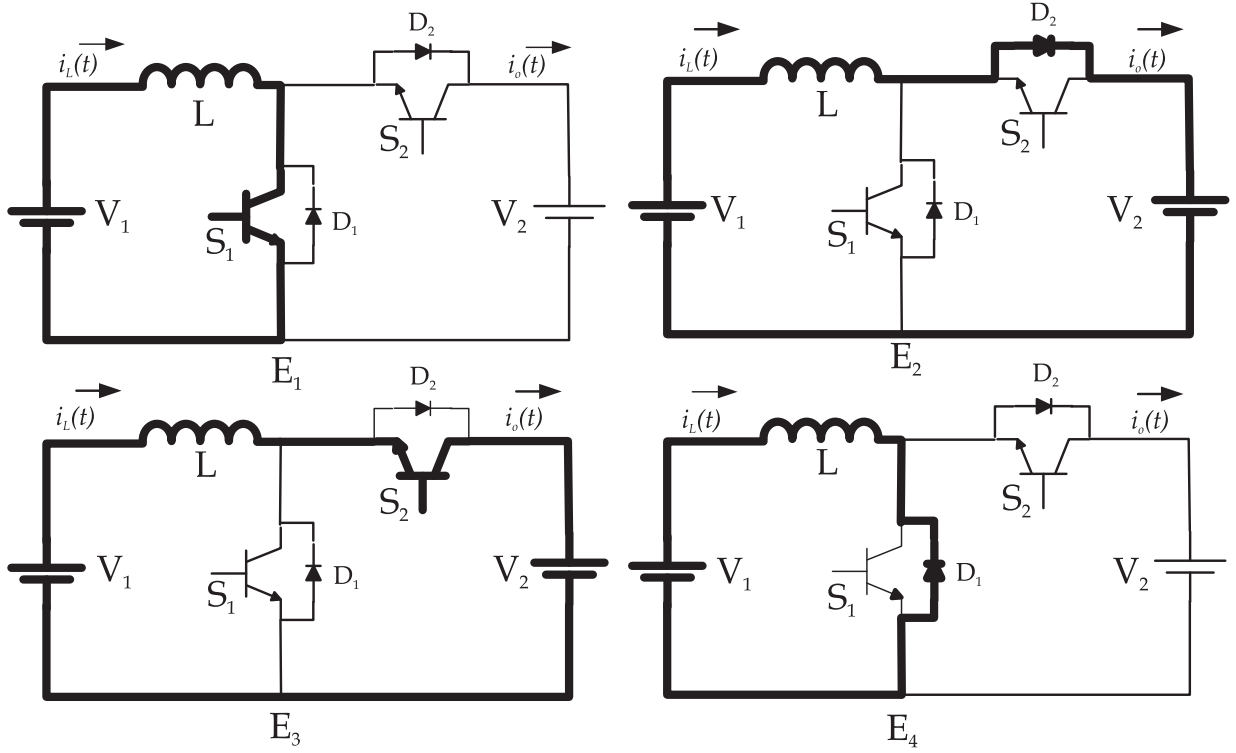 D2
iL(t)
io(t)
L
S2
V1
S1
D1
V2
E1
D2
iL(t)
io(t)
L
S2
V1
S1
D1
V2
E2
D2
iL(t)
io(t)
L
S2
V1
S1
D1
V2
E3
D2
iL(t)
io(t)
L
S2
V1
S1
D1
V2
E4